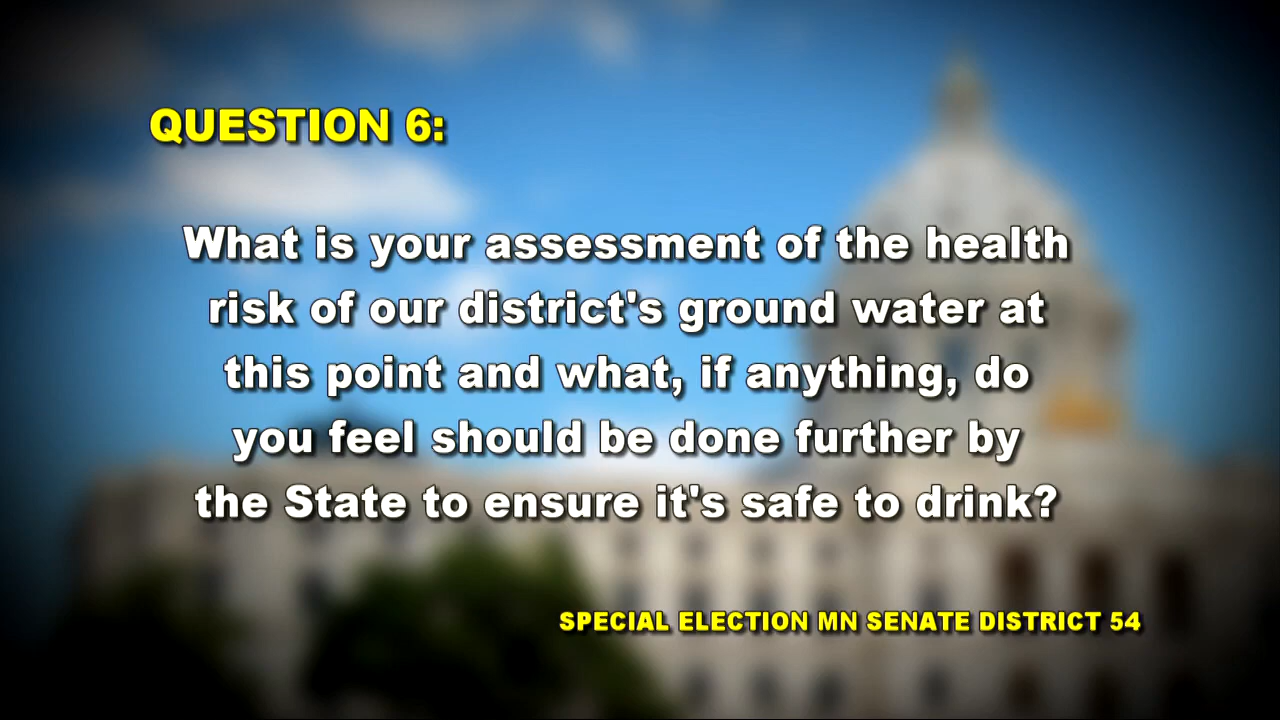 QUESTION 6:
What is your assessment of the health
risk of our district's ground water at
this point and what, if anything, do
you feel should be done further by
the State to ensure it's safe to drink?
SPECIAL ELECTION MN SENATE DISTRICT 54